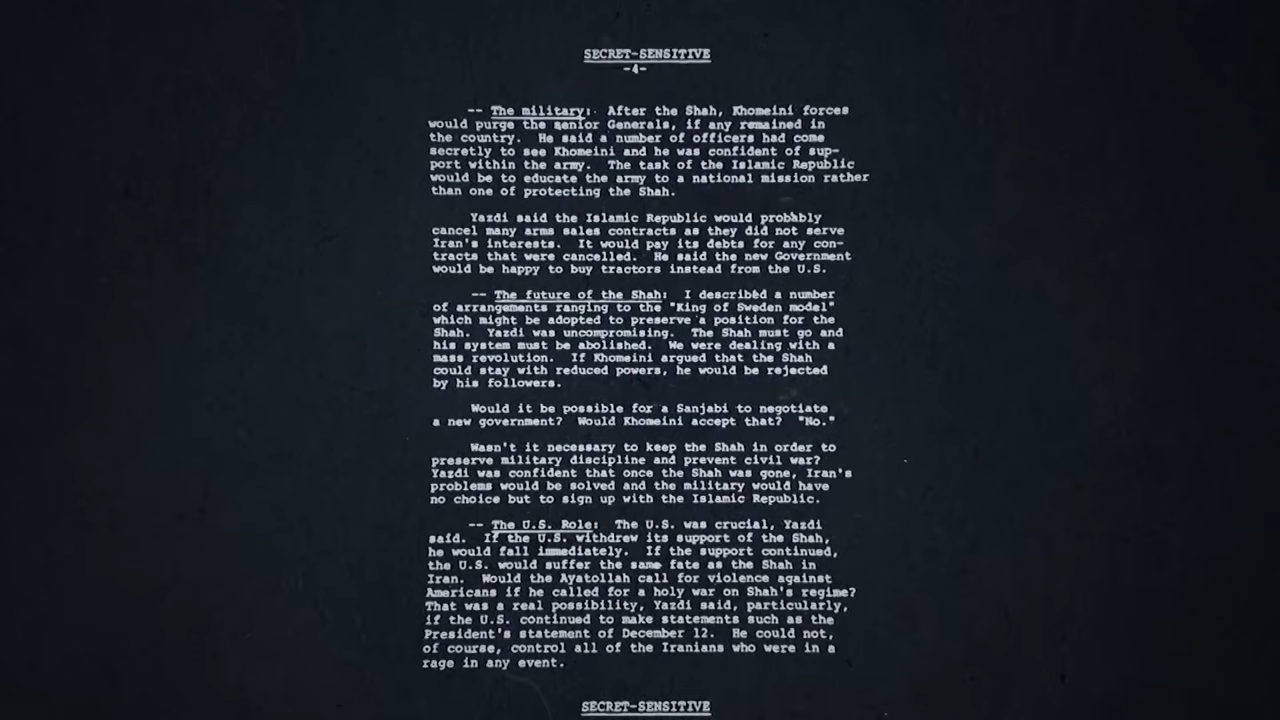 SECRET-SENSITIVE
-4-
-- The military: After the Shah, Khomeini forces
would purge the senior Generals, if any remained in
the country. He said a number of officers had come
secretly to see Khomeini and he was confident of sup-
port within the army. The task of the Islamic Republic
would be to educate the army to a national mission rather
than one of protecting the Shah.
Yazdi said the Islamic Republic would probably
cancel many arms sales contracts as they did not serve
Iran's interests. It would pay its debts for any con-
tracts that were cancelled. He said the new Government
would be happy to buy tractors instead from the U.S.
-- The future of the Shah: I described a number
of arrangements ranging to the "King of Sweden model"
which might be adopted to preserve a position for the
Shah. Yazdi was uncompromising. The Shah must go and
his system must be abolished. We were dealing with a
mass revolution. If Khomeini argued that the Shah
could stay with reduced powers, he would be rejected
by his followers.
Would it be possible for a Sanjabi to negotiate
a new government? Would Khomeini accept that? "No."
Wasn't it necessary to keep the Shah in order to
preserve military discipline and prevent civil war?
Yazdi was confident that once the Shah was gone, Iran's
problems would be solved and the military would have
no choice but to sign up with the Islamic Republic.
-- The U.S. Role: The U.S. was crucial, Yazdi
said. If the U.S. withdrew its support of the Shah,
he would fall immediately. If the support continued,
the U.S. would suffer the same fate as the Shah in
Iran. Would the Ayatollah call for violence against
Americans if he called for a holy war on Shah's regime?
That was a real possibility, Yazdi said, particularly,
if the U.S. continued to make statements such as the
President's statement of December 12. He could not,
of course, control all of the Iranians who were in a
rage in any event.
SECRET-SENSITIVE